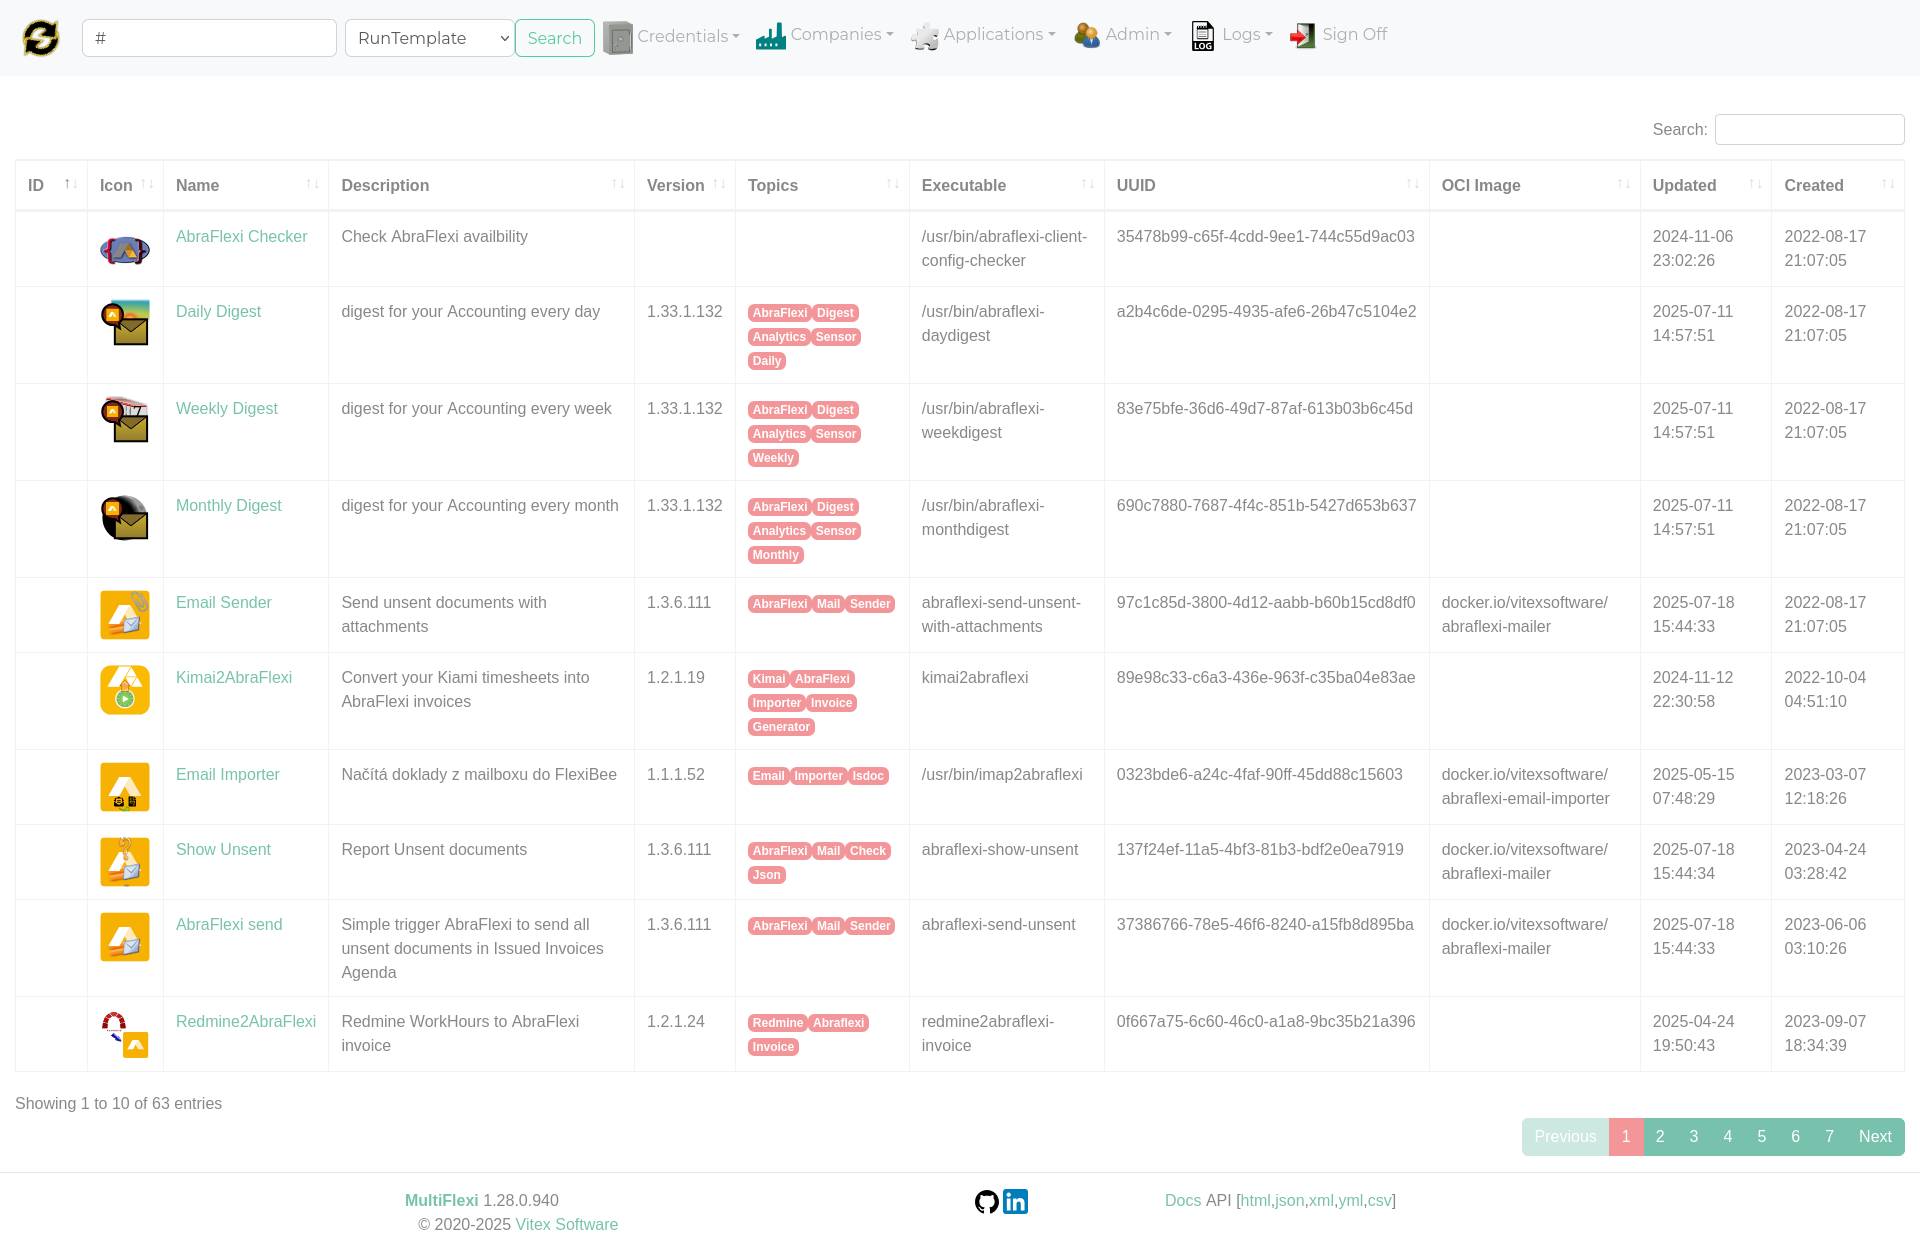 # RunTemplate Search Credentials Companies Applications Admin LOG Logs Sign Off
Search:
ID Icon Name Description Version Topics Executable UUID OCI Image Updated Created
AbraFlexi Checker Check AbraFlexi availbility /usr/bin/abraflexi-client- 35478b99-c65f-4cdd-9ee1-744c55d9ac03 2024-11-06 2022-08-17
config-checker 23:02:26 21:07:05
Daily Digest digest for your Accounting every day 1.33.1.132 AbraFlexi Digest /usr/bin/abraflexi- a2b4c6de-0295-4935-afe6-26b47c5104e2 2025-07-11 2022-08-17
Analytics Sensor daydigest 14:57:51 21:07:05
Daily
Weekly Digest digest for your Accounting every week 1.33.1.132 AbraFlexi Digest /usr/bin/abraflexi- 83e75bfe-36d6-49d7-87af-613b03b6c45d 2025-07-11 2022-08-17
Analytics Sensor weekdigest 14:57:51 21:07:05
Weekly
Monthly Digest digest for your Accounting every month 1.33.1.132 AbraFlexi Digest /usr/bin/abraflexi- 690c7880-7687-4f4c-851b-5427d653b637 2025-07-11 2022-08-17
Analytics Sensor monthdigest 14:57:51 21:07:05
Monthly
Email Sender Send unsent documents with 1.3.6.111 AbraFlexi Mail Sender abraflexi-send-unsent- 97c1c85d-3800-4d12-aabb-b60b15cd8df0 docker.io/vitexsoftware/ 2025-07-18 2022-08-17
attachments with-attachments abraflexi-mailer 15:44:33 21:07:05
Kimai2AbraFlexi Convert your Kiami timesheets into 1.2.1.19 Kimai AbraFlexi kimai2abraflexi 89e98c33-c6a3-436e-963f-c35ba04e83ae 2024-11-12 2022-10-04
AbraFlexi invoices Importer Invoice 22:30:58 04:51:10
Generator
Email Importer Načítá doklady z mailboxu do FlexiBee 1.1.1.52 Email Importer Isdoc /usr/bin/imap2abraflexi 0323bde6-a24c-4faf-90ff-45dd88c15603 docker.io/vitexsoftware/ 2025-05-15 2023-03-07
abraflexi-email-importer 07:48:29 12:18:26
Show Unsent Report Unsent documents 1.3.6.111 AbraFlexi Mail Check abraflexi-show-unsent 137f24ef-11a5-4bf3-81b3-bdf2e0ea7919 docker.io/vitexsoftware/ 2025-07-18 2023-04-24
Json abraflexi-mailer 15:44:34 03:28:42
AbraFlexi send Simple trigger AbraFlexi to send all 1.3.6.111 AbraFlexi Mail Sender abraflexi-send-unsent 37386766-78e5-46f6-8240-a15fb8d895ba docker.io/vitexsoftware/ 2025-07-18 2023-06-06
unsent documents in Issued Invoices abraflexi-mailer 15:44:33 03:10:26
Agenda
Redmine2AbraFlexi Redmine WorkHours to AbraFlexi 1.2.1.24 Redmine Abraflexi redmine2abraflexi- 0f667a75-6c60-46c0-a1a8-9bc35b21a396 2025-04-24 2023-09-07
invoice Invoice invoice 19:50:43 18:34:39
Showing 1 to 10 of 63 entries
Previous 1 2 3 4 5 6 7 Next
MultiFlexi 1.28.0.940 Docs API [html,json,xml,yml,csv]
© 2020-2025 Vitex Software